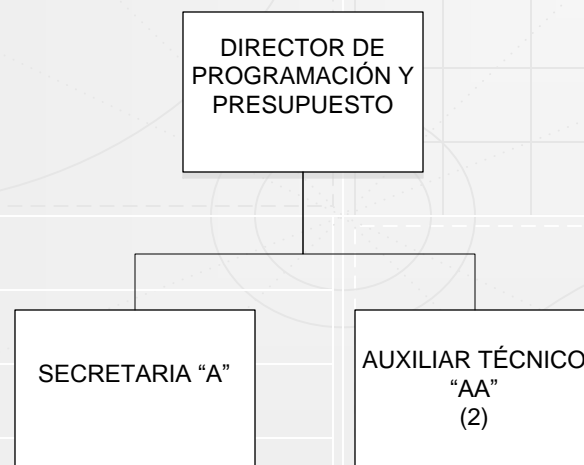 DIRECTOR DE
PROGRAMACIÓN Y
PRESUPUESTO
SECRETARIA “A”
AUXILIAR TÉCNICO
“AA”
(2)